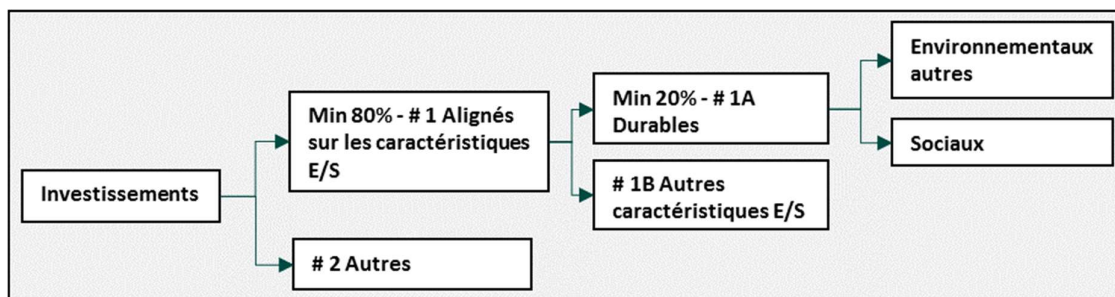 Investissements
Min 80% - # 1 Alignés
sur les caractéristiques
E/S
# 2 Autres
Min 20% - # 1A
Durables
# 1B Autres
caractéristiques E/S
Environnementaux
autres
Sociaux